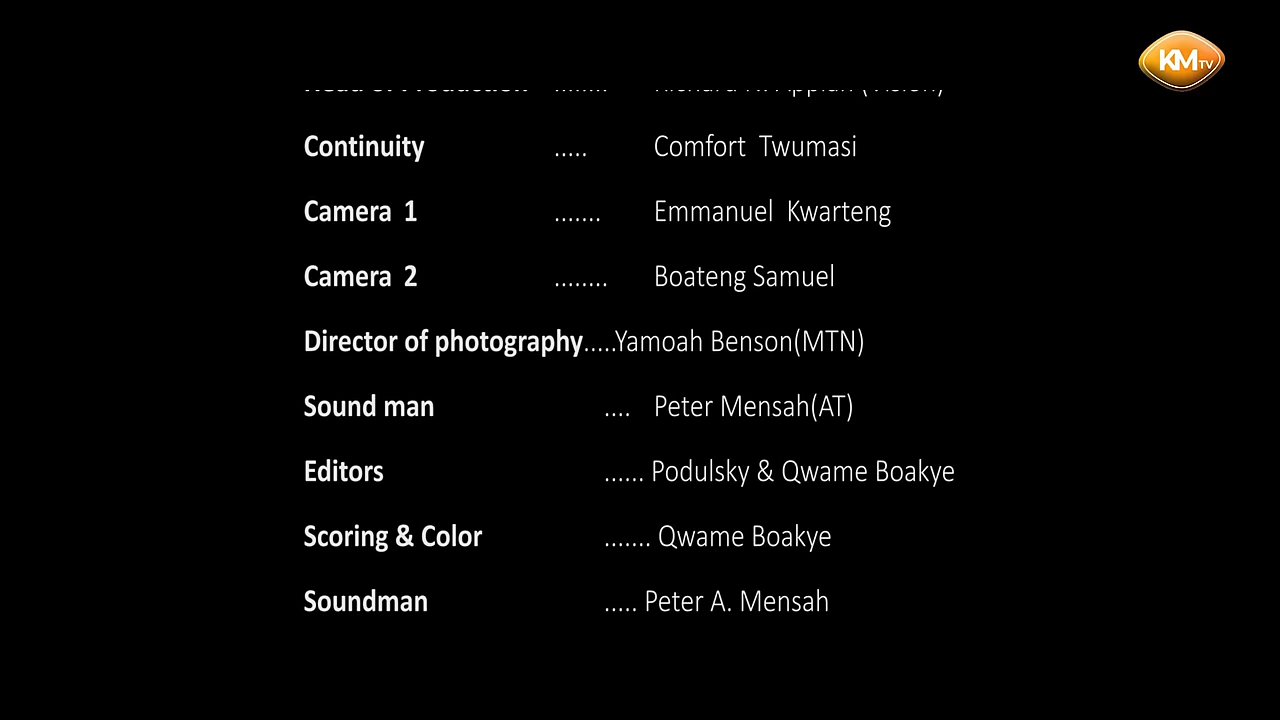 KMTV
Continuity ..... Comfort Twumasi
Camera 1 ....... Emmanuel Kwarteng
Camera 2 ........ Boateng Samuel
Director of photography.....Yamoah Benson(MTN)
Sound man .... Peter Mensah(AT)
Editors ...... Podulsky & Qwame Boakye
Scoring & Color ....... Qwame Boakye
Soundman ..... Peter A. Mensah